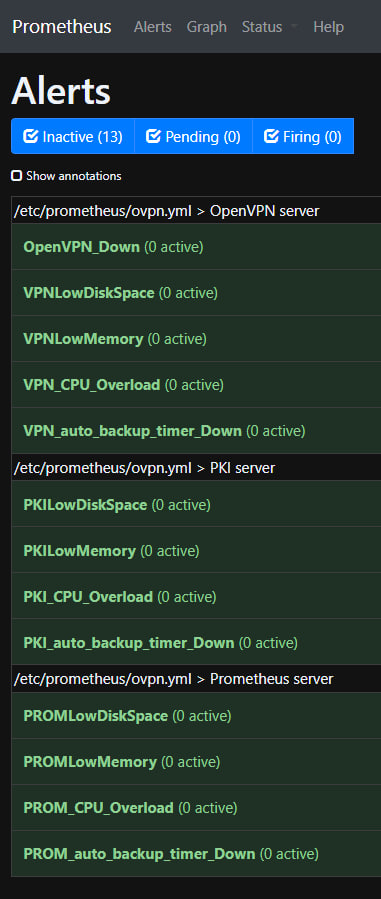 Prometheus Alerts Graph Status Help
Alerts
Inactive (13) Pending (0) Firing (0)
Show annotations
/etc/prometheus/ovpn.yml > OpenVPN server
OpenVPN_Down (0 active)
VPNLowDiskSpace (0 active)
VPNLowMemory (0 active)
VPN_CPU_Overload (0 active)
VPN_auto_backup_timer_Down (0 active)
/etc/prometheus/ovpn.yml > PKI server
PKILowDiskSpace (0 active)
PKILowMemory (0 active)
PKI_CPU_Overload (0 active)
PKI_auto_backup_timer_Down (0 active)
/etc/prometheus/ovpn.yml > Prometheus server
PROMLowDiskSpace (0 active)
PROMLowMemory (0 active)
PROM_CPU_Overload (0 active)
PROM_auto_backup_timer_Down (0 active)